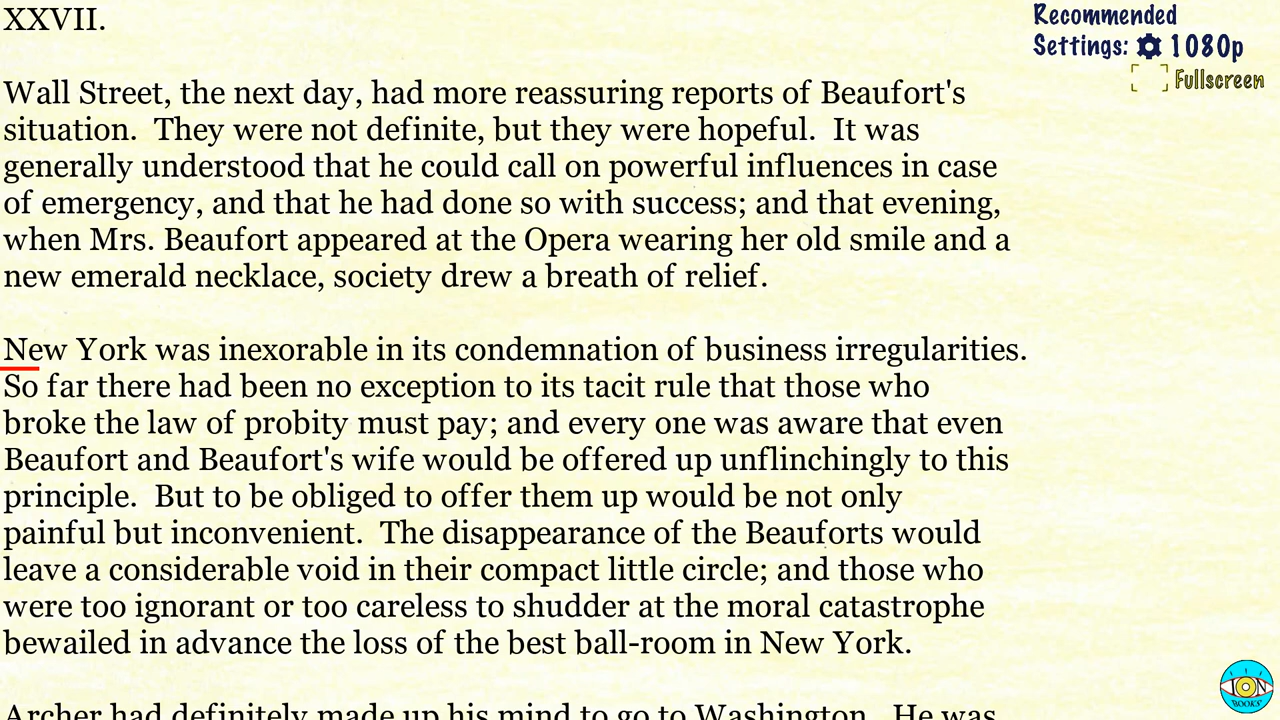 XXVII.
Recommended
Settings: 1080p
Fullscreen
Wall Street, the next day, had more reassuring reports of Beaufort's
situation.  They were not definite, but they were hopeful.  It was
generally understood that he could call on powerful influences in case
of emergency, and that he had done so with success; and that evening,
when Mrs. Beaufort appeared at the Opera wearing her old smile and a
new emerald necklace, society drew a breath of relief.
New York was inexorable in its condemnation of business irregularities.
So far there had been no exception to its tacit rule that those who
broke the law of probity must pay; and every one was aware that even
Beaufort and Beaufort's wife would be offered up unflinchingly to this
principle.  But to be obliged to offer them up would be not only
painful but inconvenient.  The disappearance of the Beauforts would
leave a considerable void in their compact little circle; and those who
were too ignorant or too careless to shudder at the moral catastrophe
bewailed in advance the loss of the best ball-room in New York.
Archer had definitely made up his mind to go to Washington.  He was
ION
BOOKS